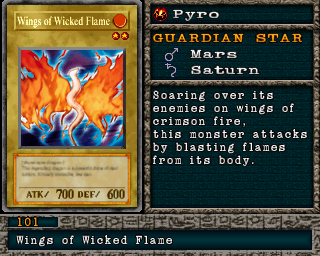 Wings of Wicked Flame
ATK/ 700 DEF/ 600
Pyro
GUARDIAN STAR
Mars
Saturn
Soaring over its
enemies on wings of
crimson fire,
this monster attacks
by blasting flames
from its body.
101
Wings of Wicked Flame